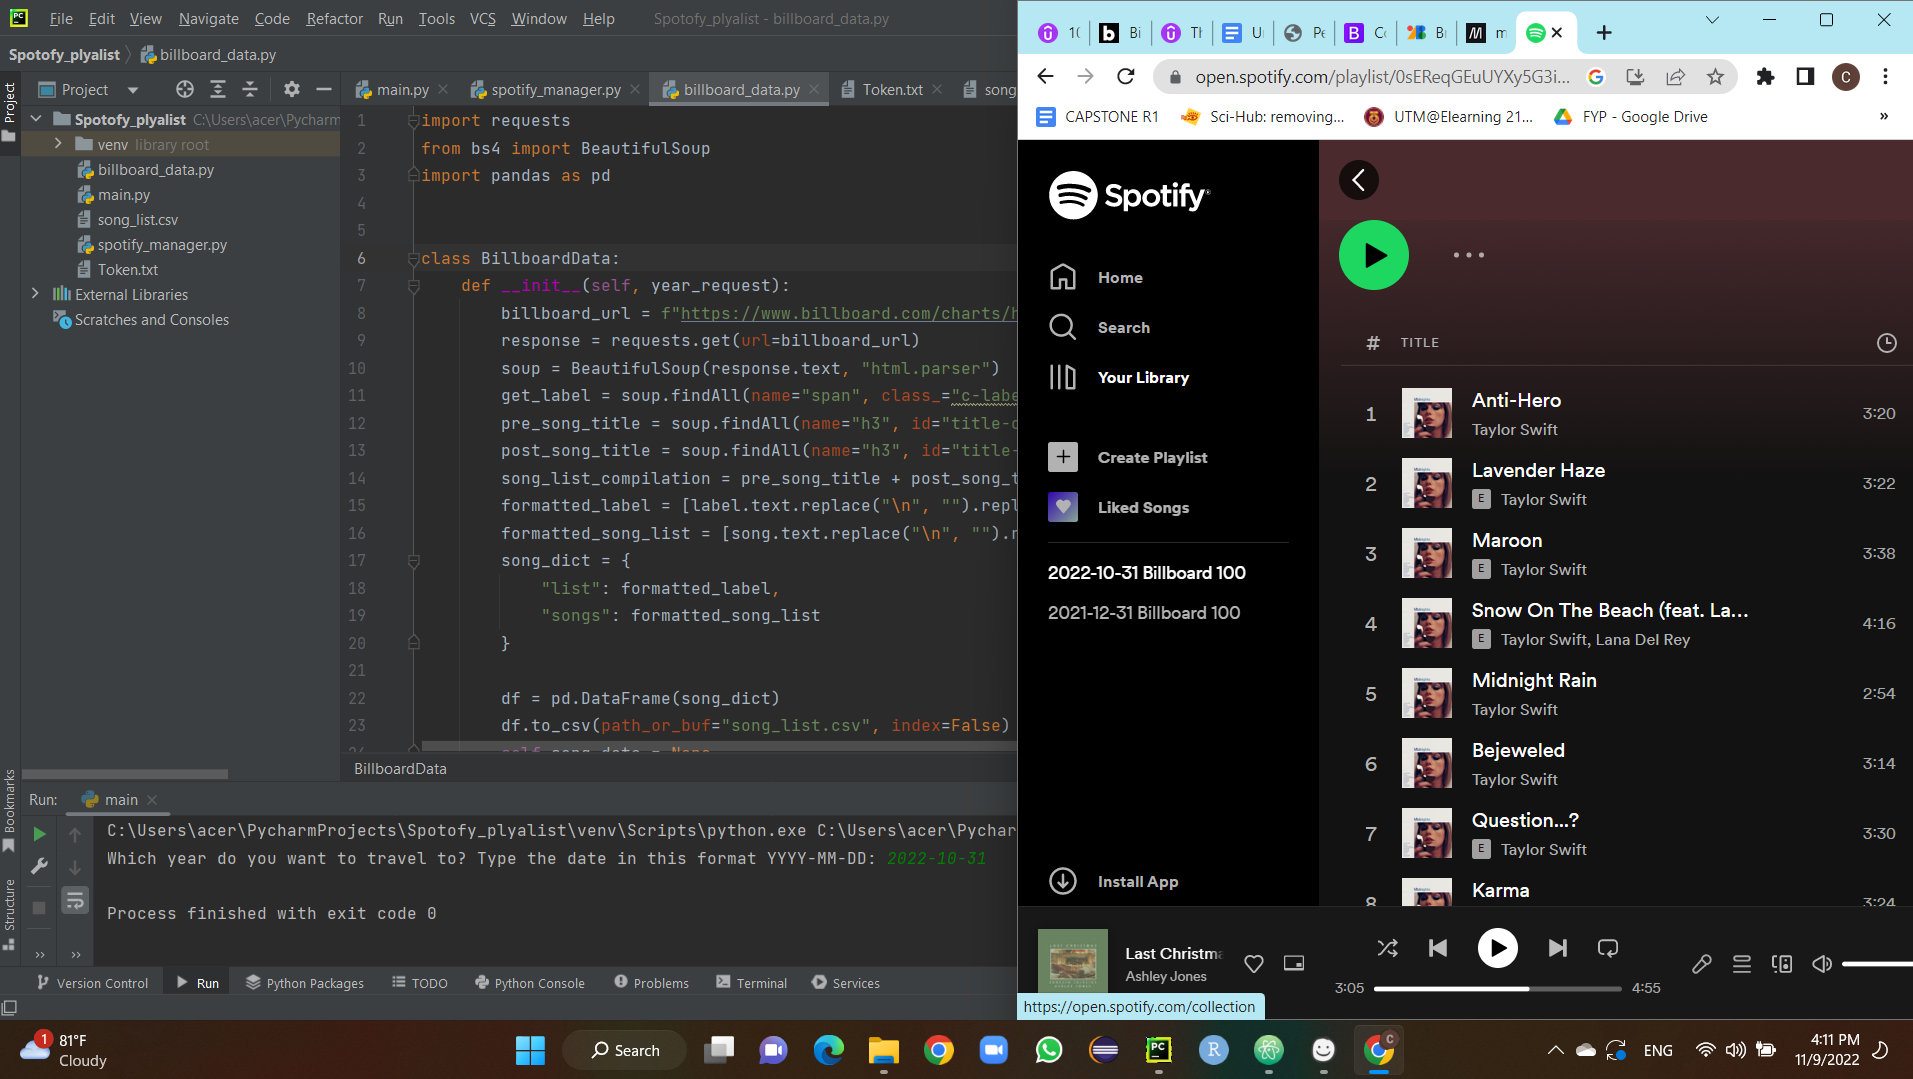 File Edit View Navigate Code Refactor Run Tools VCS Window Help Spotofy_plyalist - billboard_data.py
Spotofy_plyalist billboard_data.py
Project
main.py spotify_manager.py billboard_data.py Token.txt song
Project
Spotofy_plyalist C:\Users\acer\Pycharm
venv library root
billboard_data.py
main.py
song_list.csv
spotify_manager.py
Token.txt
External Libraries
Scratches and Consoles
1 import requests
2 from bs4 import BeautifulSoup
3 import pandas as pd
4
5
6 class BillboardData:
7 def __init__(self, year_request):
8 billboard_url = f"https://www.billboard.com/charts/h
9 response = requests.get(url=billboard_url)
10 soup = BeautifulSoup(response.text, "html.parser")
11 get_label = soup.findAll(name="span", class_="c-labe
12 pre_song_title = soup.findAll(name="h3", id="title-o
13 post_song_title = soup.findAll(name="h3", id="title-
14 song_list_compilation = pre_song_title + post_song_t
15 formatted_label = [label.text.replace("\n", "").repl
16 formatted_song_list = [song.text.replace("\n", "").r
17 song_dict = {
18 "list": formatted_label,
19 "songs": formatted_song_list
20 }
21
22 df = pd.DataFrame(song_dict)
23 df.to_csv(path_or_buf="song_list.csv", index=False)
BillboardData
Bookmarks
Structure
Run: main
C:\Users\acer\PycharmProjects\Spotofy_plyalist\venv\Scripts\python.exe C:\Users\acer\Pycharm
Which year do you want to travel to? Type the date in this format YYYY-MM-DD: 2022-10-31
Process finished with exit code 0
Version Control Run Python Packages TODO Python Console Problems Terminal Services
10 Bi Th Pe B M m
open.spotify.com/playlist/0sEReqGEuUYXy5G3i... G C
CAPSTONE R1 Sci-Hub: removing... UTM@Elearning 21... FYP - Google Drive »
Spotify
Home
Search
Your Library
Create Playlist
Liked Songs
2022-10-31 Billboard 100
2021-12-31 Billboard 100
Install App
# TITLE
1 Anti-Hero 3:20
Taylor Swift
2 Lavender Haze 3:22
E Taylor Swift
3 Maroon 3:38
E Taylor Swift
4 Snow On The Beach (feat. La... 4:16
E Taylor Swift, Lana Del Rey
5 Midnight Rain 2:54
Taylor Swift
6 Bejeweled 3:14
Taylor Swift
7 Question...? 3:30
E Taylor Swift
8 Karma 3:24
Last Christma
Ashley Jones
3:05 4:55
https://open.spotify.com/collection
1 81°F
Cloudy
Search
PC R C
ENG
4:11 PM
11/9/2022